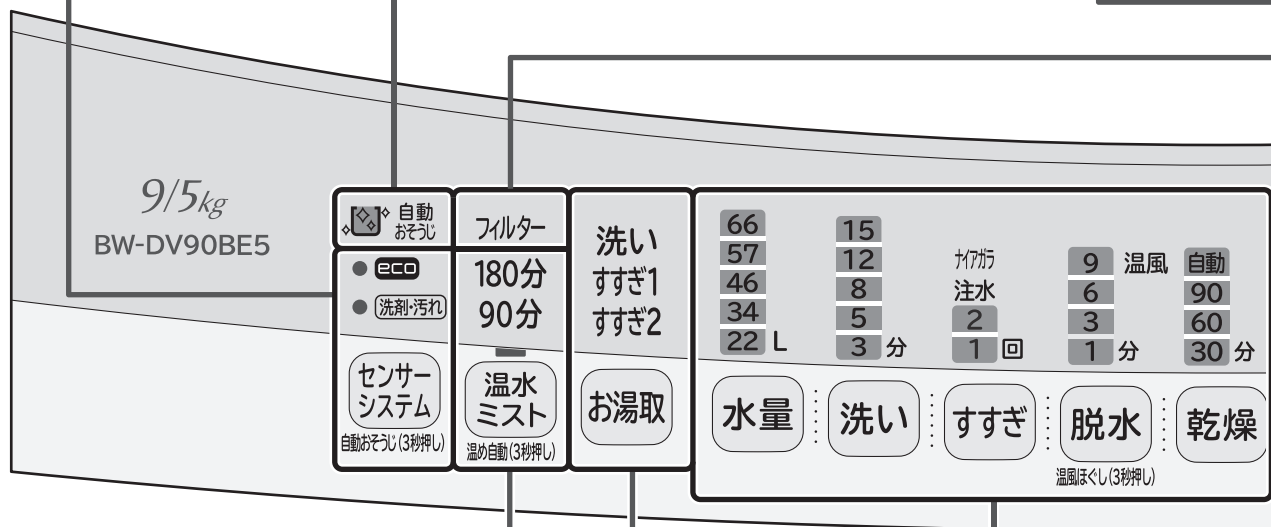 9/5kg
BW-DV90BE5
自動
おそうじ
eco
洗剤・汚れ
センサー
システム
自動おそうじ(3秒押し)
フィルター
180分
90分
温水
ミスト
温め自動(3秒押し)
洗い
すすぎ1
すすぎ2
お湯取
66
57
46
34
22 L
水量
15
12
8
5
3 分
洗い
ナイアガラ
注水
2
1 回
すすぎ
9 温風
6
3
1 分
脱水
温風ほぐし(3秒押し)
自動
90
60
30 分
乾燥